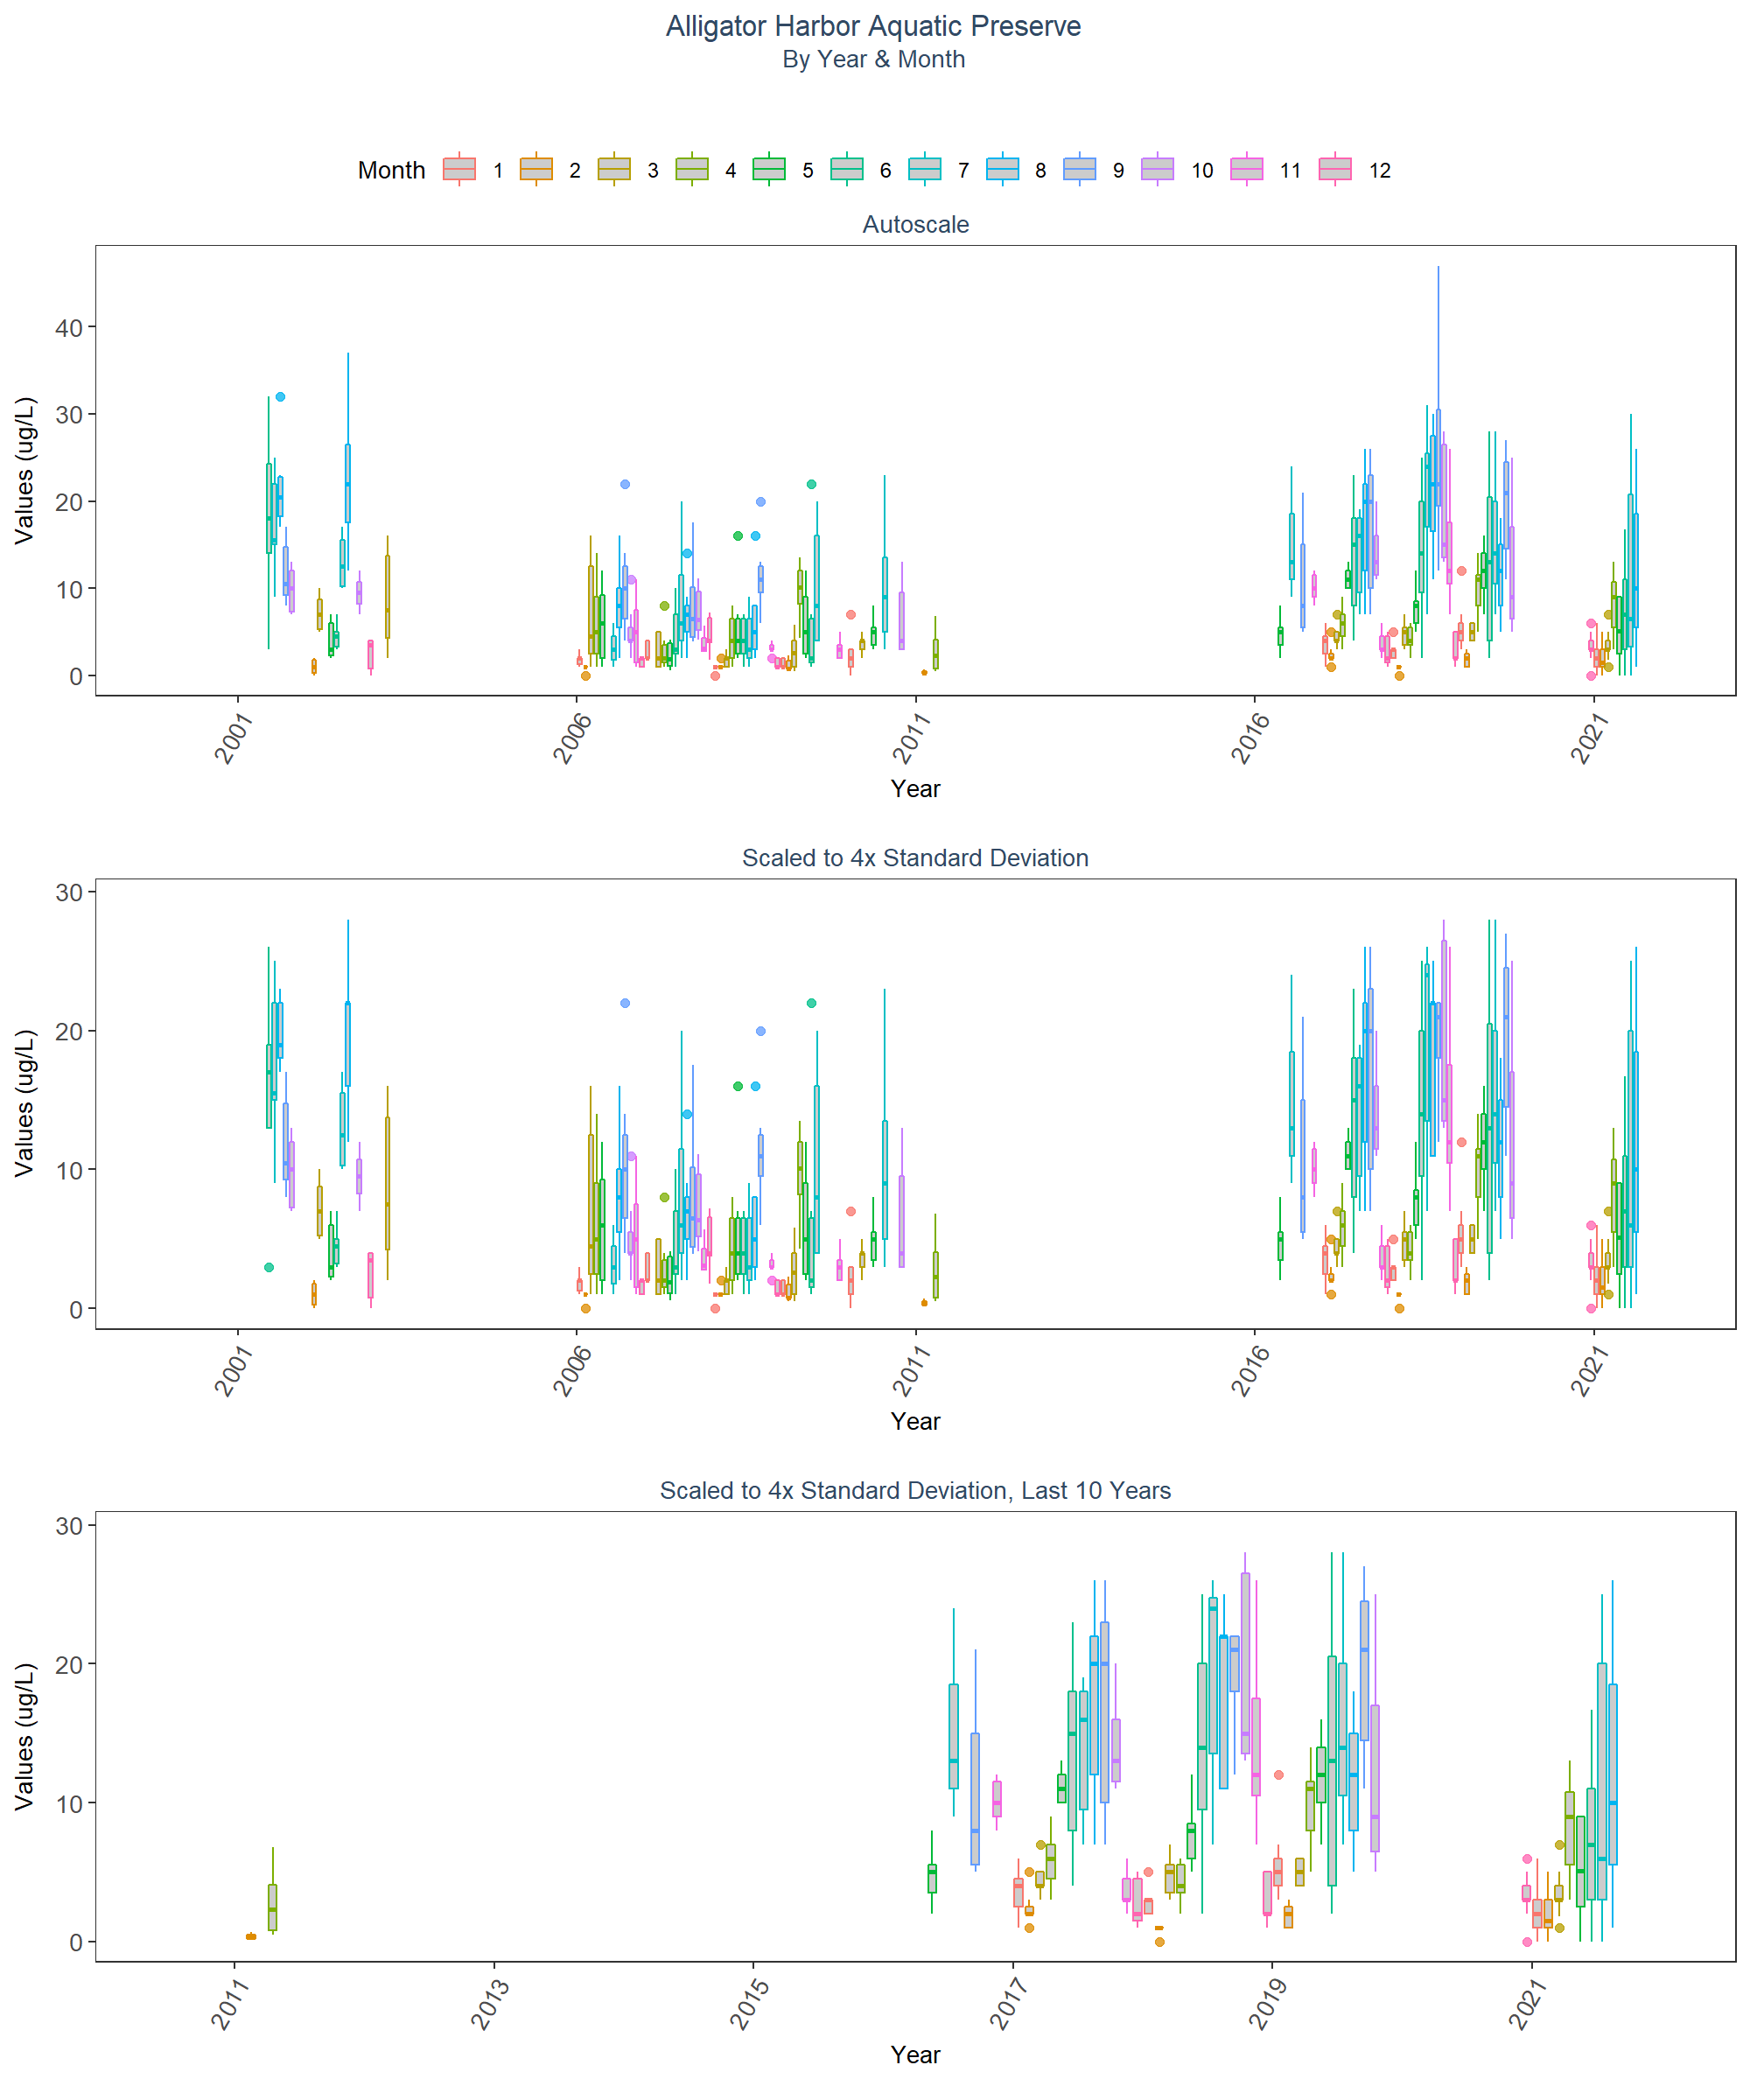 Alligator Harbor Aquatic Preserve
By Year & Month
Month 1 2 3 4 5 6 7 8 9 10 11 12
Autoscale
Values (ug/L)
40
30
20
10
0
2001 2006 2011 2016 2021
Year
Scaled to 4x Standard Deviation
Values (ug/L)
30
20
10
0
2001 2006 2011 2016 2021
Year
Scaled to 4x Standard Deviation, Last 10 Years
Values (ug/L)
30
20
10
0
2011 2013 2015 2017 2019 2021
Year